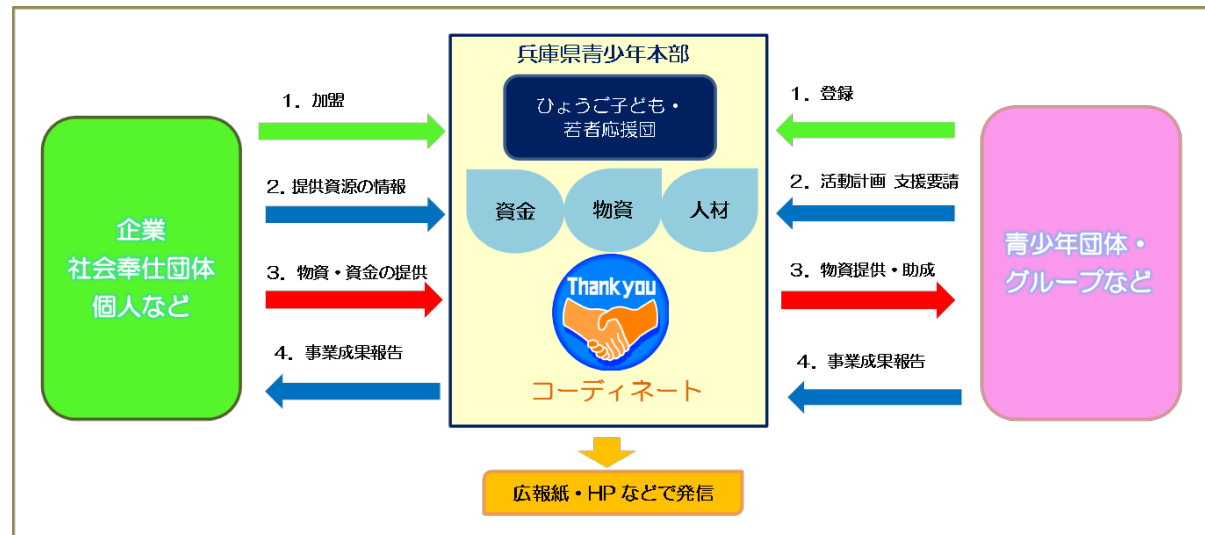 兵庫県青少年本部
ひょうご子ども・
若者応援団
1. 加盟
2. 提供資源の情報
3. 物資・資金の提供
4. 事業成果報告
企業
社会奉仕団体
個人など
資金
物資
人材
Thank you
コーディネート
1. 登録
2. 活動計画 支援要請
3. 物資提供・助成
4. 事業成果報告
青少年団体・
グループなど
広報紙・HPなどで発信